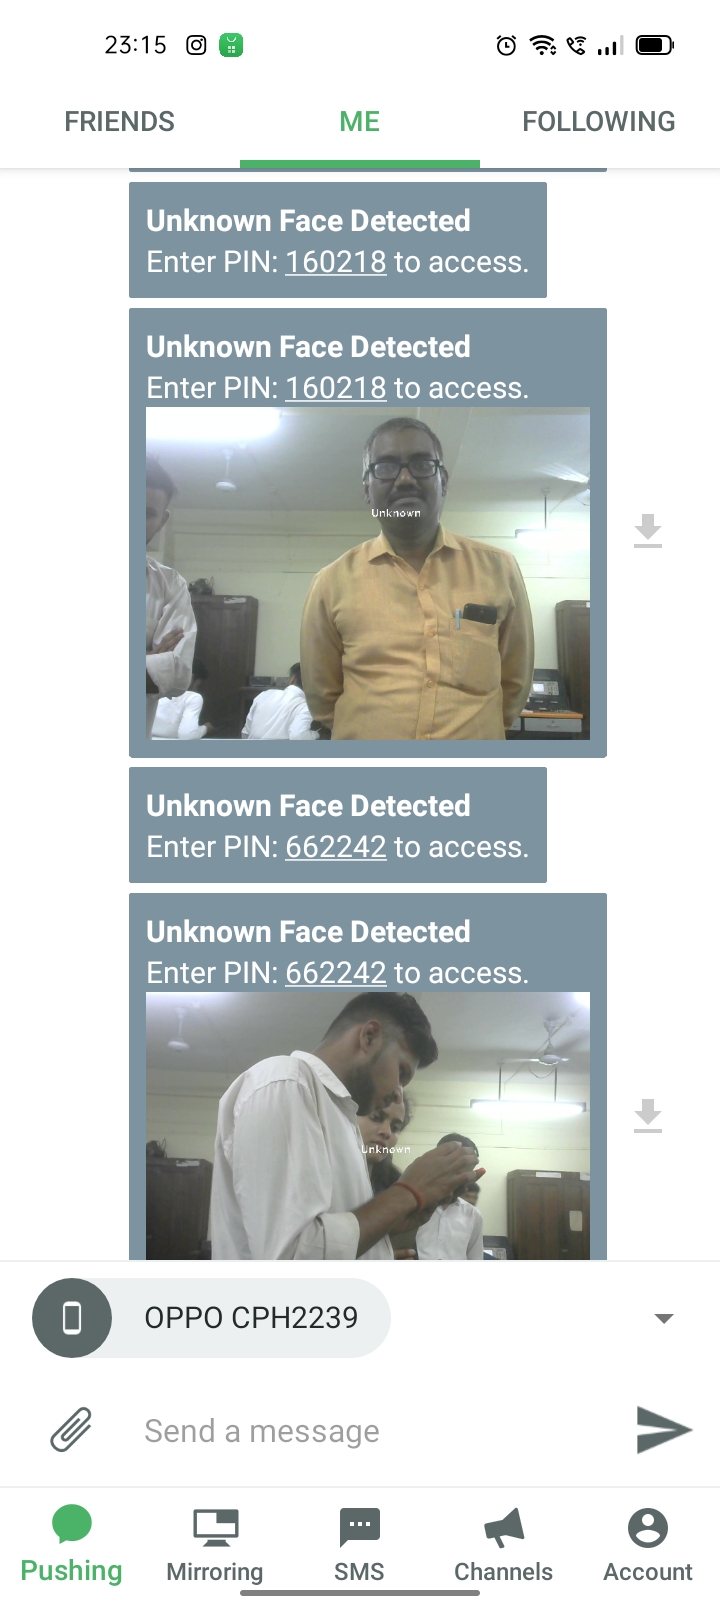 23:15
FRIENDS
ME
FOLLOWING
Unknown Face Detected
Enter PIN: 160218 to access.
Unknown Face Detected
Enter PIN: 160218 to access.
Unknown
Unknown Face Detected
Enter PIN: 662242 to access.
Unknown Face Detected
Enter PIN: 662242 to access.
Unknown
OPPO CPH2239
Send a message
Pushing
Mirroring
SMS
Channels
Account